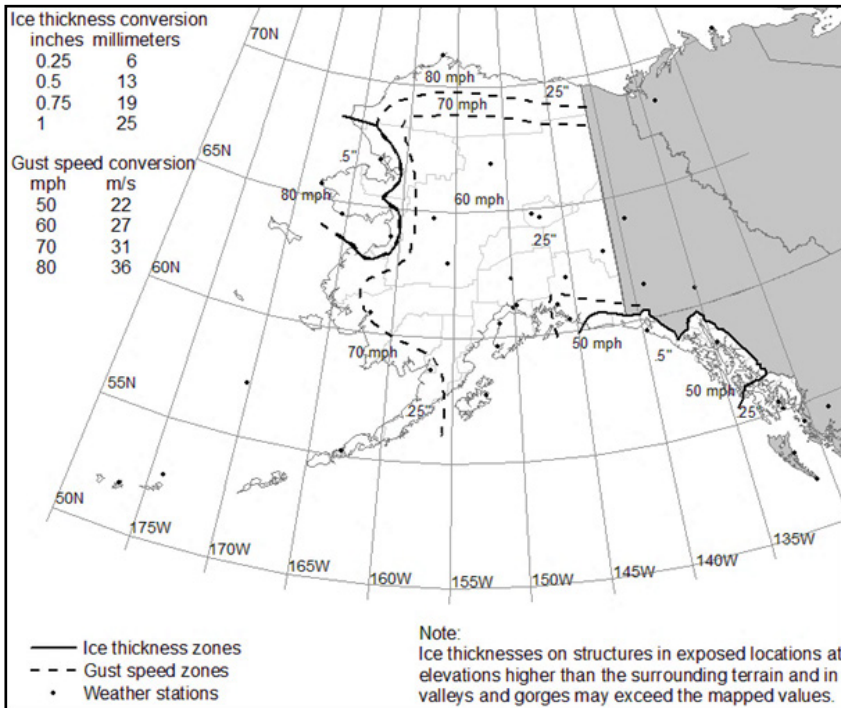 Ice thickness conversion
inches millimeters
0.25 6
0.5 13
0.75 19
1 25
Gust speed conversion
mph m/s
50 22
60 27
70 31
80 36
70N
65N
60N
55N
50N
175W
170W
165W
160W
155W
150W
145W
140W
135W
80 mph
70 mph
.25"
.5"
80 mph
60 mph
.25"
70 mph
50 mph
.5"
50 mph
.25"
.25"
Ice thickness zones
Gust speed zones
Weather stations
Note:
Ice thicknesses on structures in exposed locations at
elevations higher than the surrounding terrain and in
valleys and gorges may exceed the mapped values.